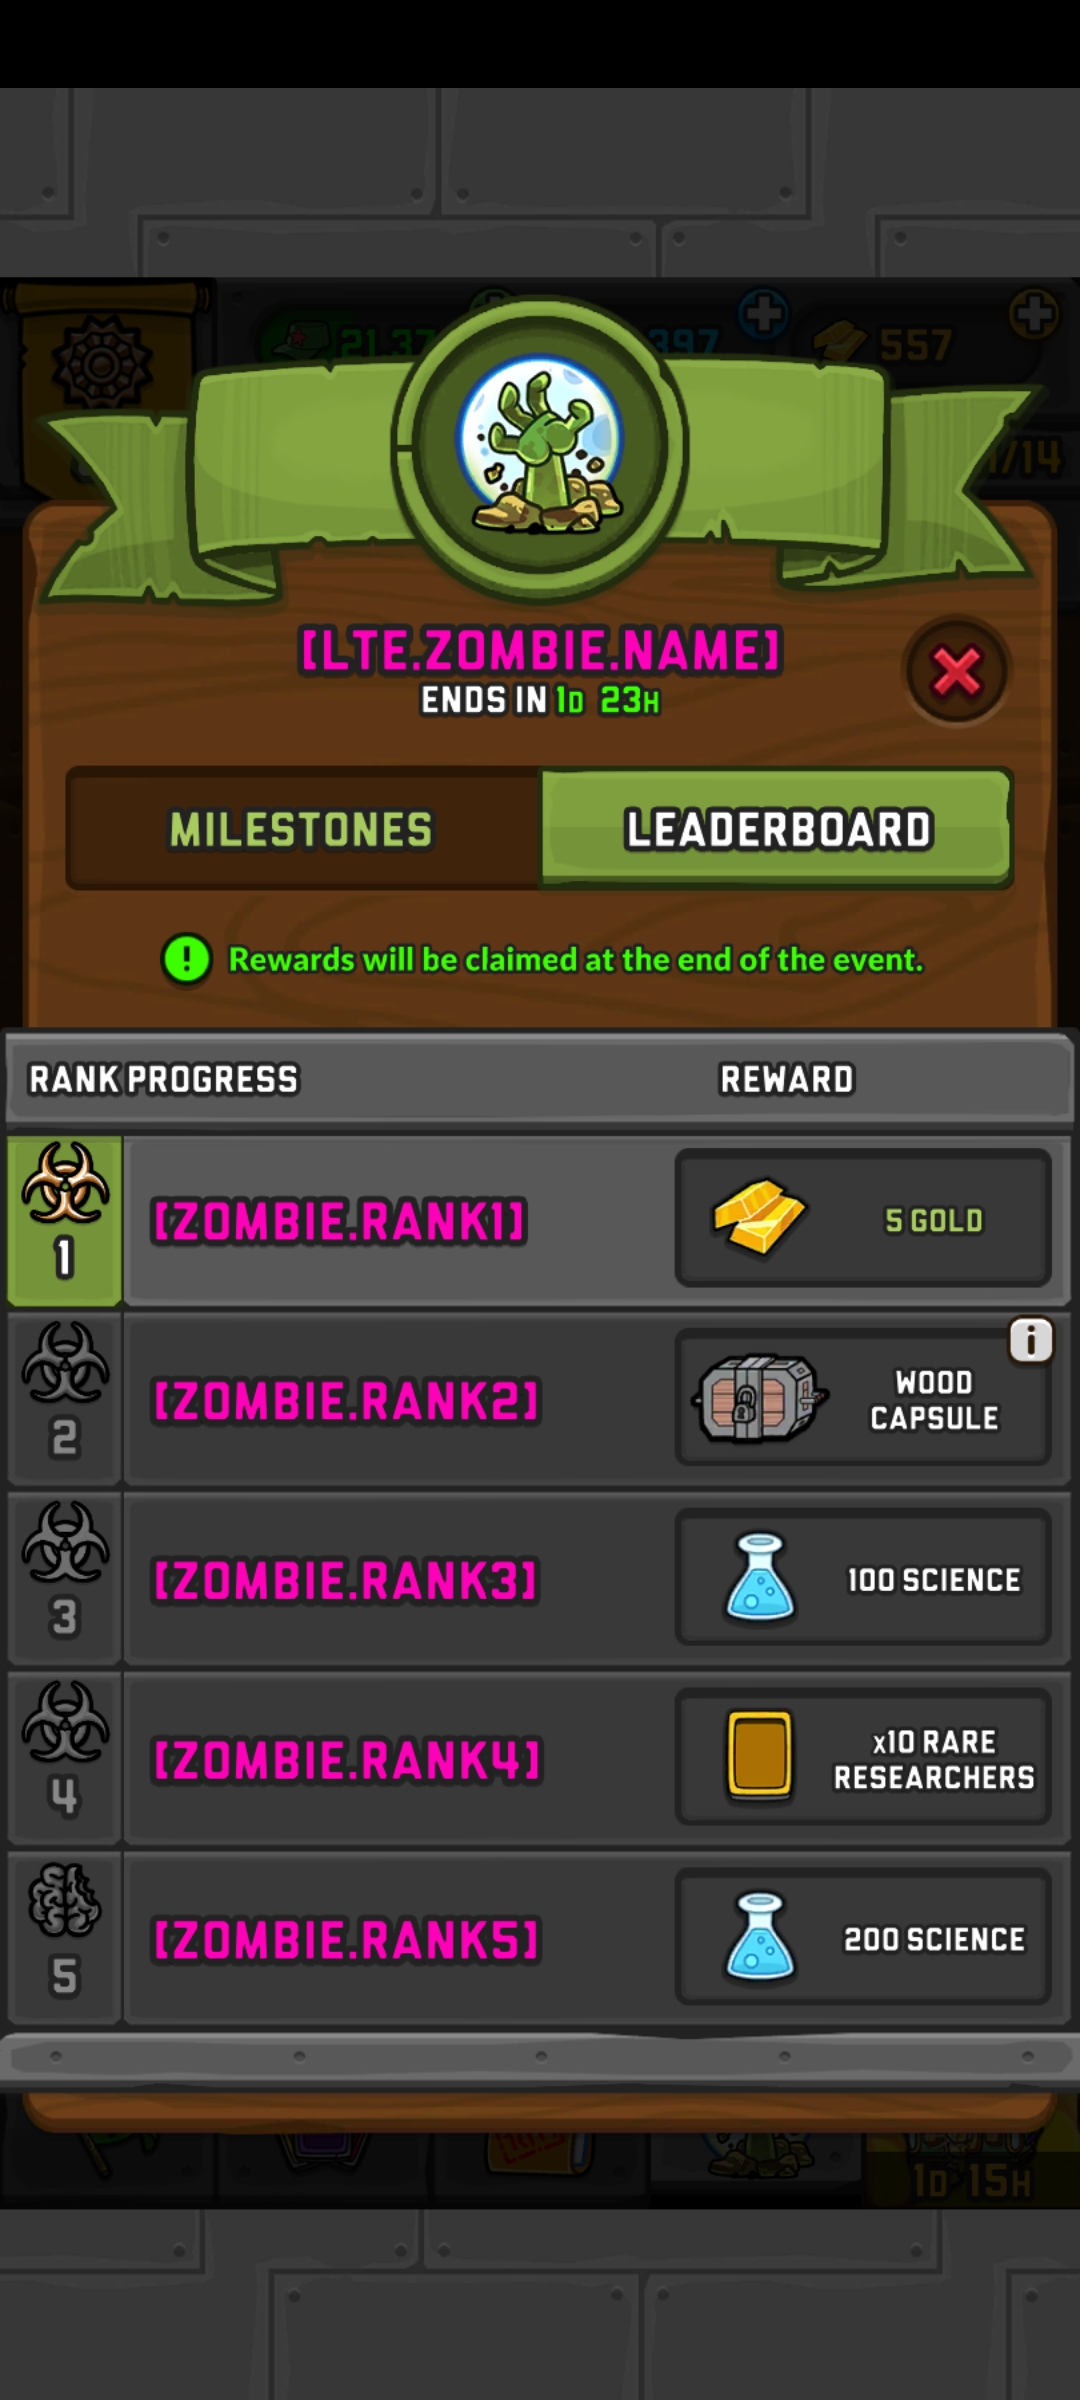 557
/14
[LTE.ZOMBIE.NAME]
ENDS IN 1D 23H
MILESTONES
LEADERBOARD
! Rewards will be claimed at the end of the event.
RANK PROGRESS
REWARD
1
[ZOMBIE.RANK1]
5 GOLD
i
2
[ZOMBIE.RANK2]
WOOD
CAPSULE
3
[ZOMBIE.RANK3]
100 SCIENCE
4
[ZOMBIE.RANK4]
x10 RARE
RESEARCHERS
5
[ZOMBIE.RANK5]
200 SCIENCE
1D 15H